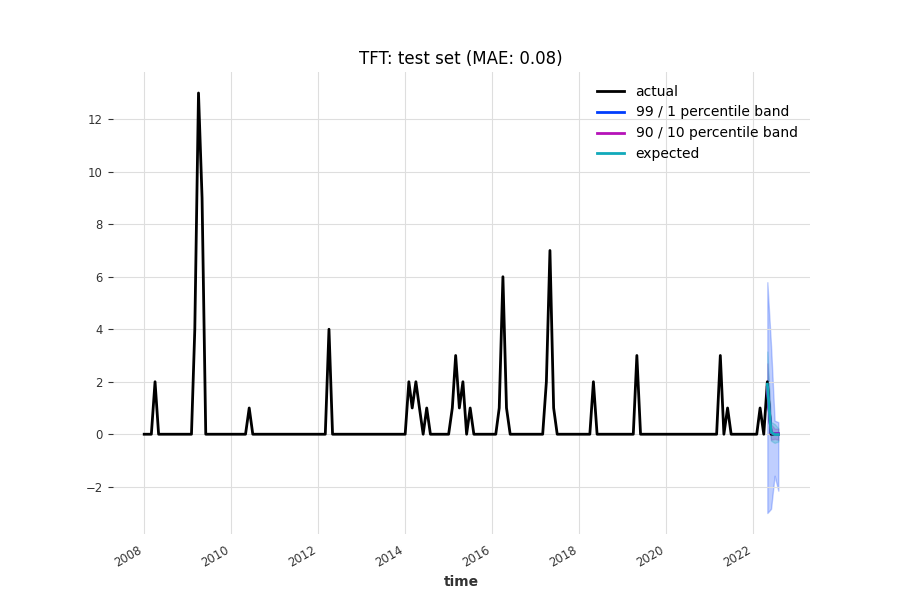 TFT: test set (MAE: 0.08)
actual
99 / 1 percentile band
90 / 10 percentile band
expected
12
10
8
6
4
2
0
−2
2008
2010
2012
2014
2016
2018
2020
2022
time